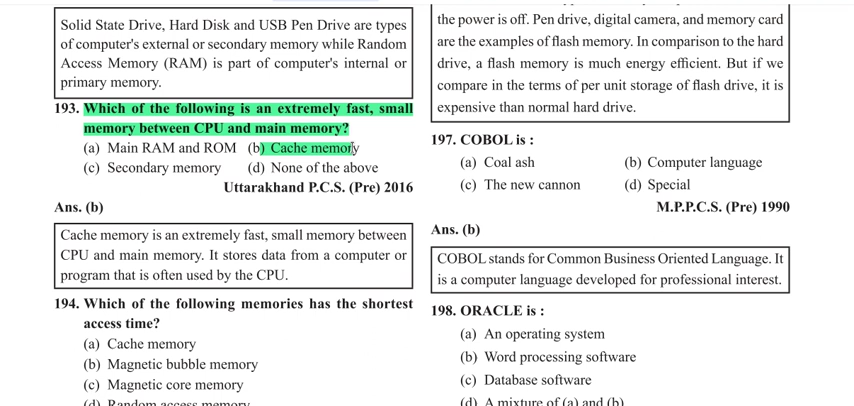 Solid State Drive, Hard Disk and USB Pen Drive are types
of computer's external or secondary memory while Random
Access Memory (RAM) is part of computer's internal or
primary memory.
193. Which of the following is an extremely fast, small
memory between CPU and main memory?
(a) Main RAM and ROM (b) Cache memory
(c) Secondary memory (d) None of the above
Uttarakhand P.C.S. (Pre) 2016
Ans. (b)
Cache memory is an extremely fast, small memory between
CPU and main memory. It stores data from a computer or
program that is often used by the CPU.
194. Which of the following memories has the shortest
access time?
(a) Cache memory
(b) Magnetic bubble memory
(c) Magnetic core memory
(d) Random access memory
the power is off. Pen drive, digital camera, and memory card
are the examples of flash memory. In comparison to the hard
drive, a flash memory is much energy efficient. But if we
compare in the terms of per unit storage of flash drive, it is
expensive than normal hard drive.
197. COBOL is :
(a) Coal ash (b) Computer language
(c) The new cannon (d) Special
M.P.P.C.S. (Pre) 1990
Ans. (b)
COBOL stands for Common Business Oriented Language. It
is a computer language developed for professional interest.
198. ORACLE is :
(a) An operating system
(b) Word processing software
(c) Database software
(d) A mixture of (a) and (b)